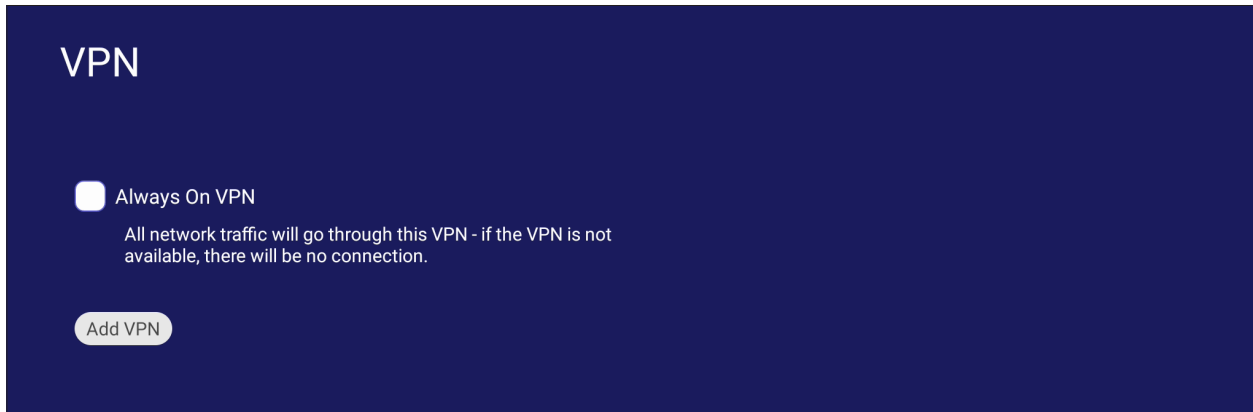 VPN
Always On VPN
All network traffic will go through this VPN - if the VPN is not
available, there will be no connection.
Add VPN